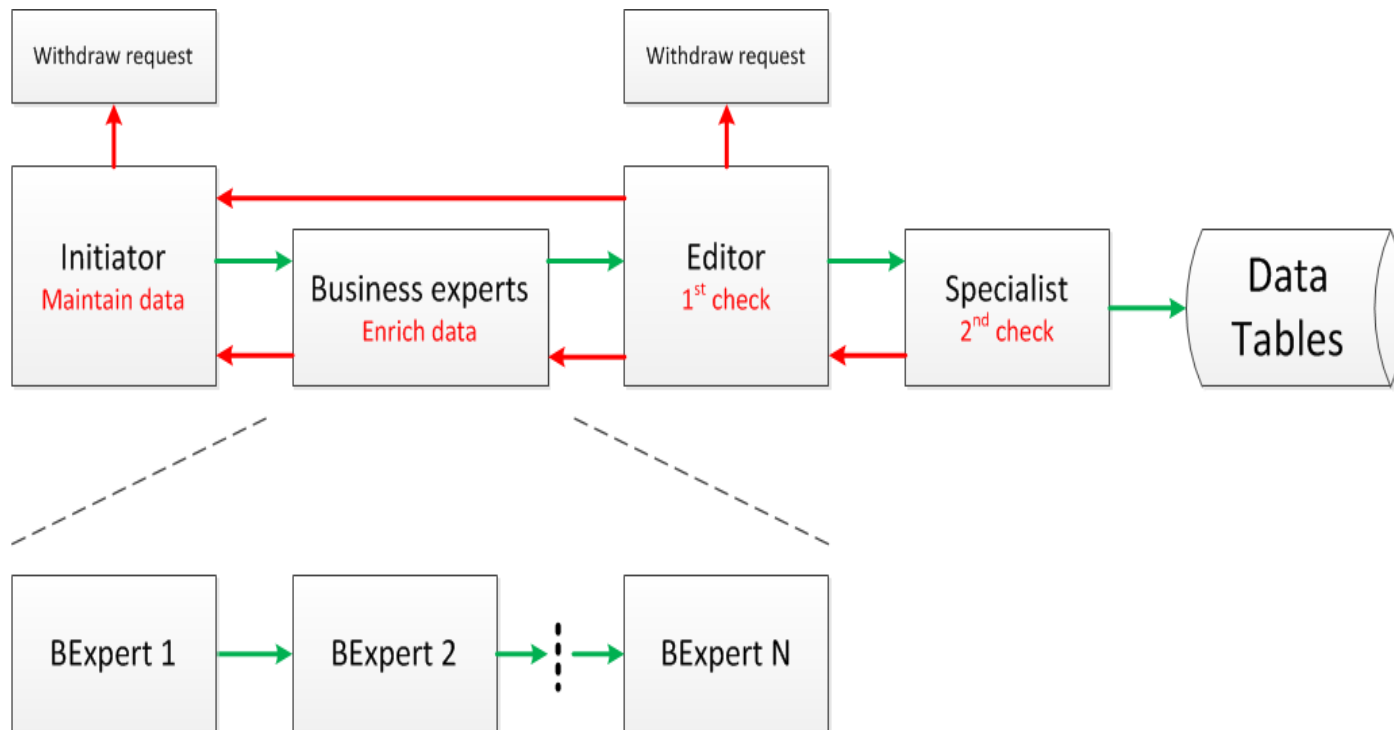 Withdraw request
Withdraw request
Initiator
Maintain data
Business experts
Enrich data
Editor
1st check
Specialist
2nd check
Data
Tables
BExpert 1
BExpert 2
BExpert N